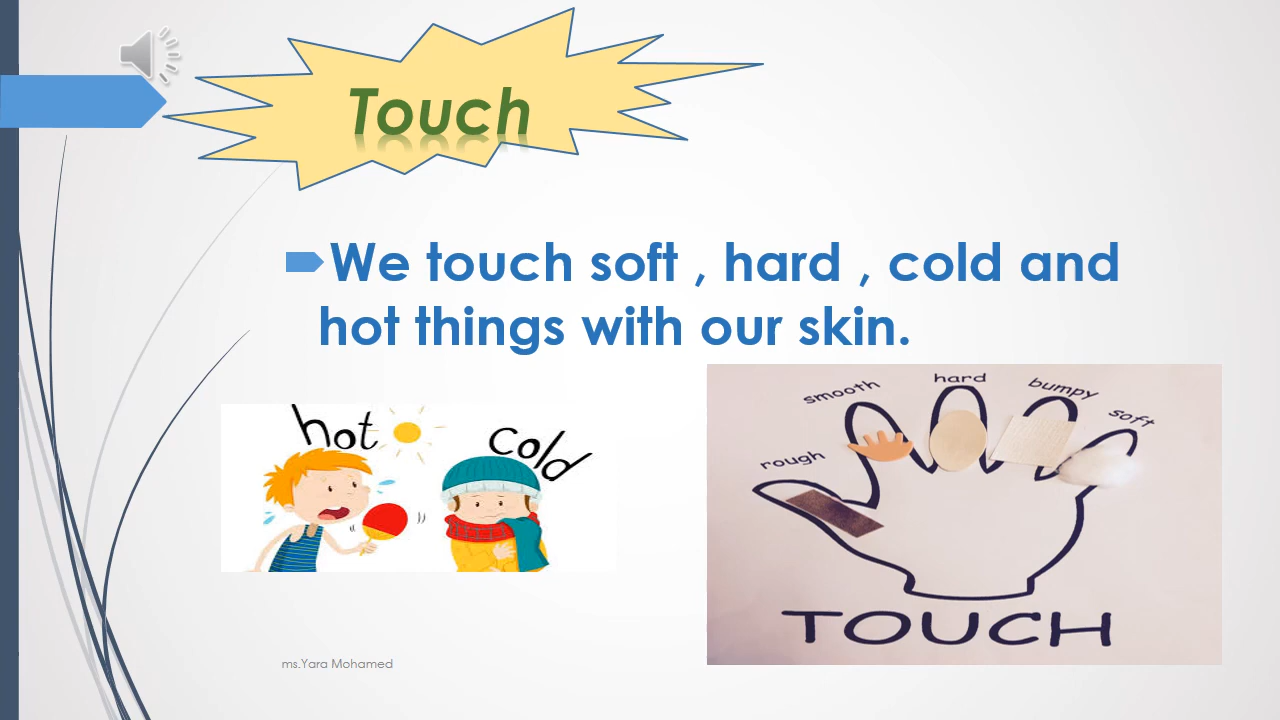 Touch
We touch soft , hard , cold and
hot things with our skin.
hot
cold
smooth
hard
bumpy
soft
rough
TOUCH
ms.Yara Mohamed